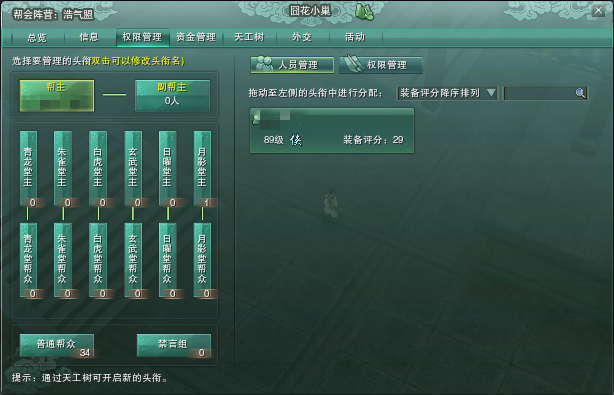 帮会阵营：浩气盟
囧花小巢
总览 信息 权限管理 资金管理 天工树 外交 活动
选择要管理的头衔(双击可以修改头衔名)
人员管理 权限管理
帮主
副帮主
0人
拖动至左侧的头衔中进行分配：
装备评分降序排列
89级 侠 装备评分：29
青龙堂主 朱雀堂主 白虎堂主 玄武堂主 日曜堂主 月影堂主
0 0 0 0 0 1
青龙堂帮众 朱雀堂帮众 白虎堂帮众 玄武堂帮众 日曜堂帮众 月影堂帮众
0 0 0 0 0 0
普通帮众 34
禁言组 0
提示：通过天工树可开启新的头衔。